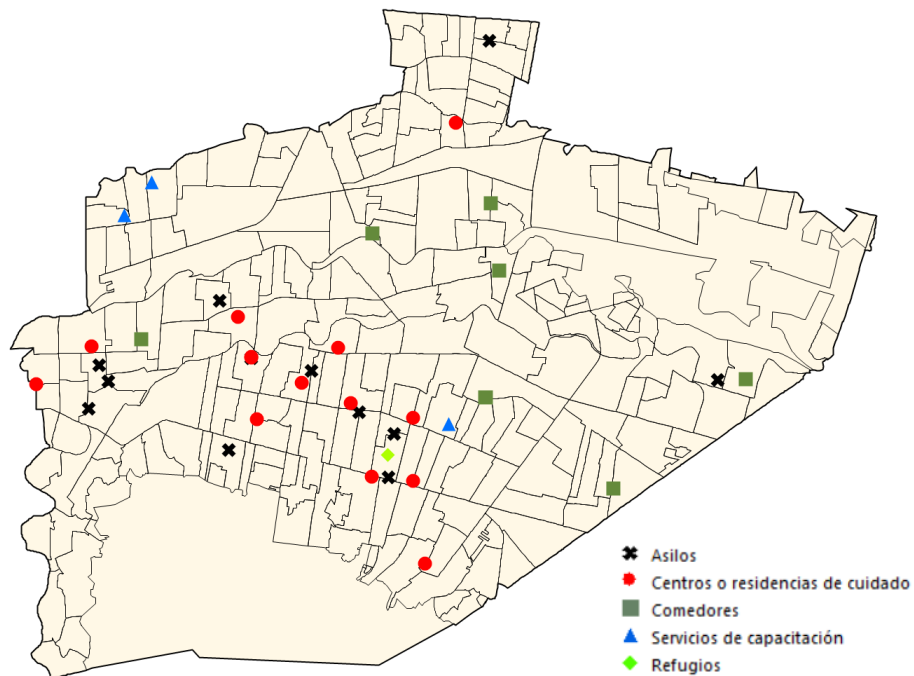 Asilos
Centros o residencias de cuidado
Comedores
Servicios de capacitación
Refugios